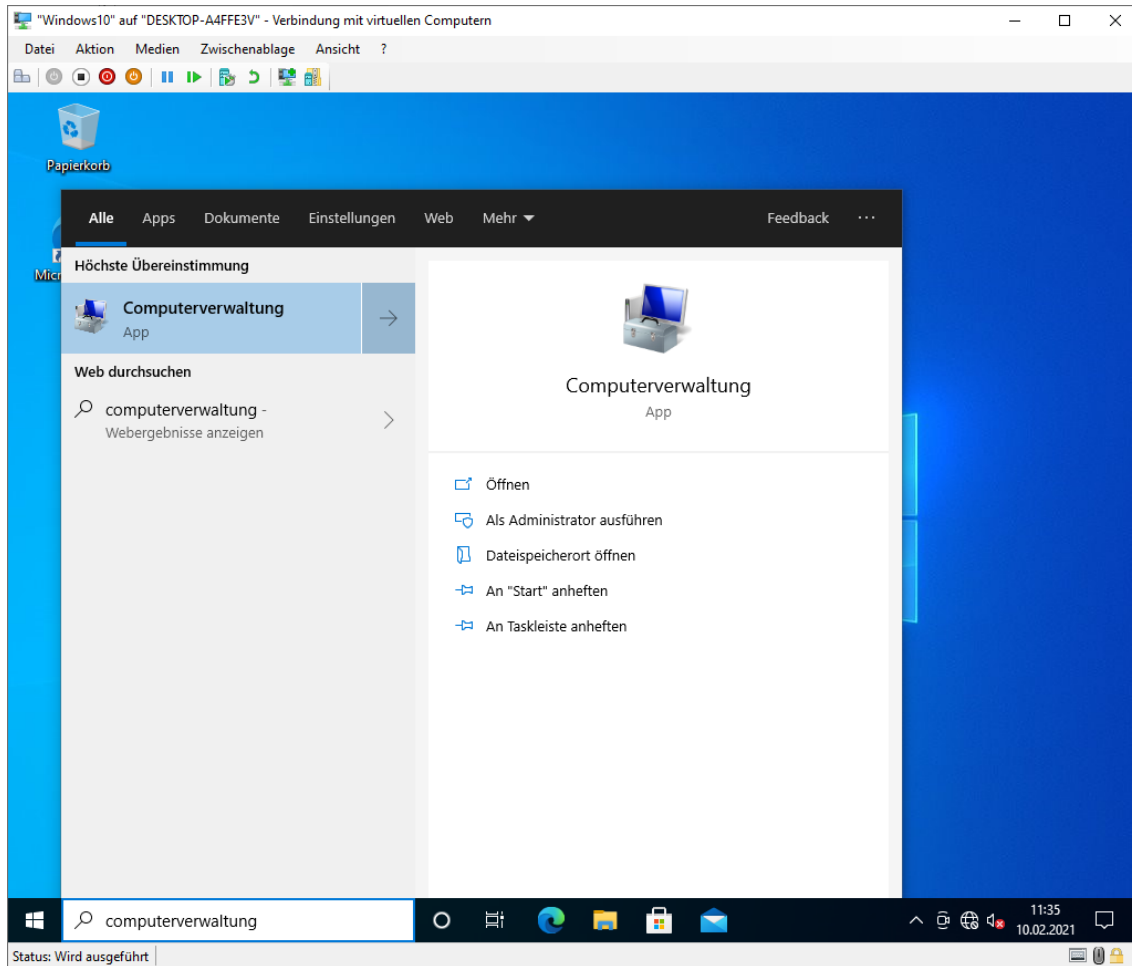 "Windows10" auf "DESKTOP-A4FFE3V" - Verbindung mit virtuellen Computern
Datei Aktion Medien Zwischenablage Ansicht ?
Papierkorb
Alle Apps Dokumente Einstellungen Web Mehr Feedback ...
Micr
Höchste Übereinstimmung
Computerverwaltung
App
Web durchsuchen
computerverwaltung -
Webergebnisse anzeigen
Computerverwaltung
App
Öffnen
Als Administrator ausführen
Dateispeicherort öffnen
An "Start" anheften
An Taskleiste anheften
computerverwaltung
11:35
10.02.2021
Status: Wird ausgeführt